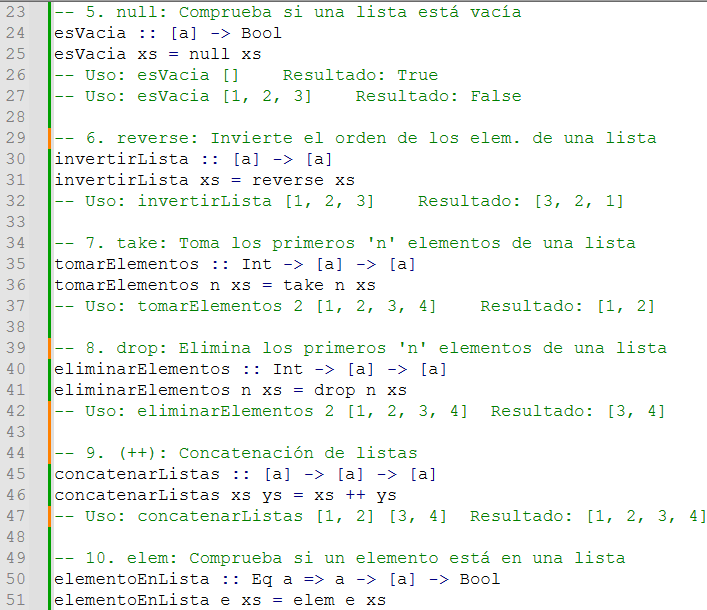 23 -- 5. null: Comprueba si una lista está vacía
24 esVacia :: [a] -> Bool
25 esVacia xs = null xs
26 -- Uso: esVacia []    Resultado: True
27 -- Uso: esVacia [1, 2, 3]    Resultado: False
28
29 -- 6. reverse: Invierte el orden de los elem. de una lista
30 invertirLista :: [a] -> [a]
31 invertirLista xs = reverse xs
32 -- Uso: invertirLista [1, 2, 3]    Resultado: [3, 2, 1]
33
34 -- 7. take: Toma los primeros 'n' elementos de una lista
35 tomarElementos :: Int -> [a] -> [a]
36 tomarElementos n xs = take n xs
37 -- Uso: tomarElementos 2 [1, 2, 3, 4]    Resultado: [1, 2]
38
39 -- 8. drop: Elimina los primeros 'n' elementos de una lista
40 eliminarElementos :: Int -> [a] -> [a]
41 eliminarElementos n xs = drop n xs
42 -- Uso: eliminarElementos 2 [1, 2, 3, 4]  Resultado: [3, 4]
43
44 -- 9. (++): Concatenación de listas
45 concatenarListas :: [a] -> [a] -> [a]
46 concatenarListas xs ys = xs ++ ys
47 -- Uso: concatenarListas [1, 2] [3, 4]  Resultado: [1, 2, 3, 4]
48
49 -- 10. elem: Comprueba si un elemento está en una lista
50 elementoEnLista :: Eq a => a -> [a] -> Bool
51 elementoEnLista e xs = elem e xs